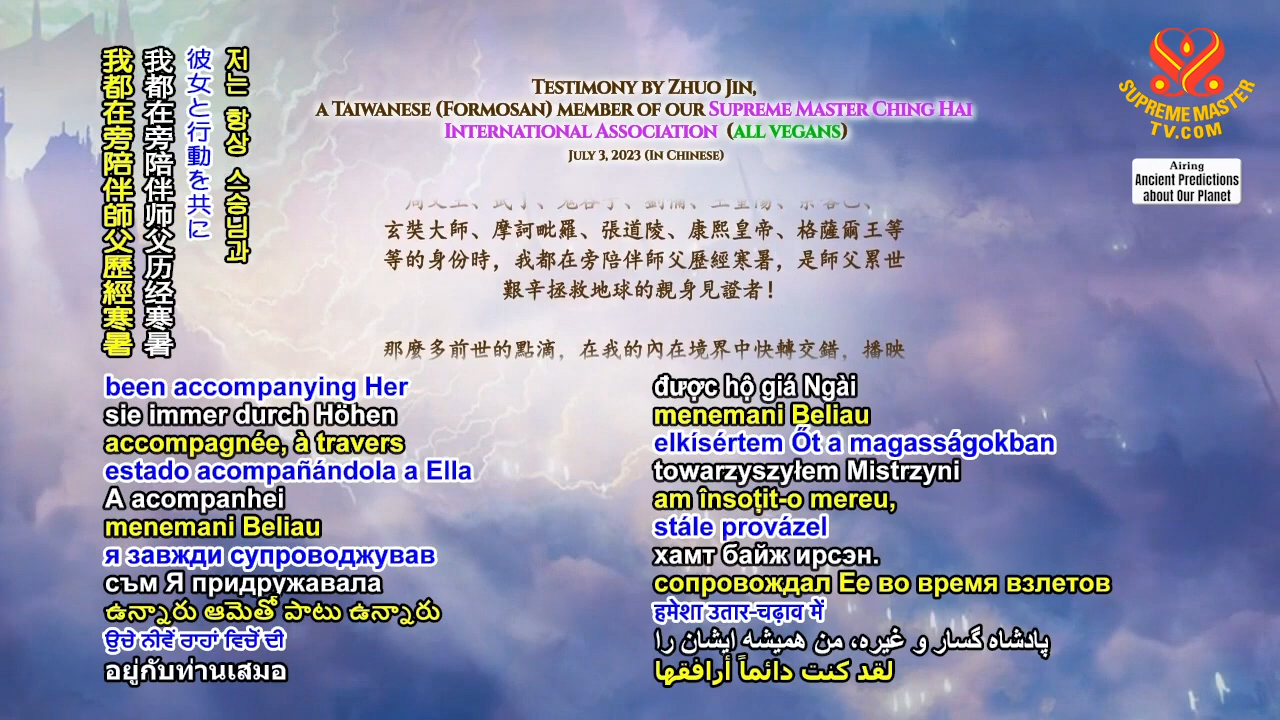 저는 항상 스승님과
彼女と行動を共に
我都在旁陪伴师父历经寒暑
我都在旁陪伴師父歷經寒暑
TESTIMONY BY ZHUO JIN,
A TAIWANESE (FORMOSAN) MEMBER OF OUR SUPREME MASTER CHING HAI
INTERNATIONAL ASSOCIATION (ALL VEGANS)
JULY 3, 2023 (IN CHINESE)
玄裝大師、摩訶毗羅、張道陵、康熙皇帝、格薩爾王等
等的身份時，我都在旁陪伴師父歷經寒暑，是師父累世
艱辛拯救地球的親身見證者！
那麼多前世的點滴，在我的內在境界中快轉交錯，播映
SUPREME MASTER
TV.COM
Airing
Ancient Predictions
about Our Planet
been accompanying Her
sie immer durch Höhen
accompagnée, à travers
estado acompañándola a Ella
A acompanhei
menemani Beliau
я завжди супроводжував
съм Я придружавала
ఉన్నారు ఆమెతో పాటు ఉన్నారు
ਉਚੇ ਨੀਵੇਂ ਰਾਹਾਂ ਵਿਚੋਂ ਦੀ
อยู่กับท่านเสมอ
được hộ giá Ngài
menemani Beliau
elkísértem Őt a magasságokban
towarzyszyłem Mistrzyni
am însoțit-o mereu,
stále provázel
хамт байж ирсэн.
сопровождал Ее во время взлетов
हमेशा उतार-चढ़ाव में
پادشاه گسار و غیره، من همیشه ایشان را
لقد كنت دائماً أرافقها